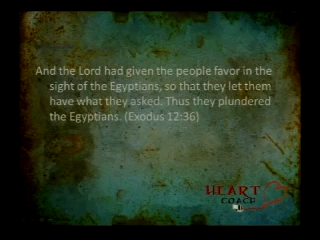 And the Lord had given the people favor in the
sight of the Egyptians, so that they let them
have what they asked. Thus they plundered
the Egyptians. (Exodus 12:36)
HEART
COACH